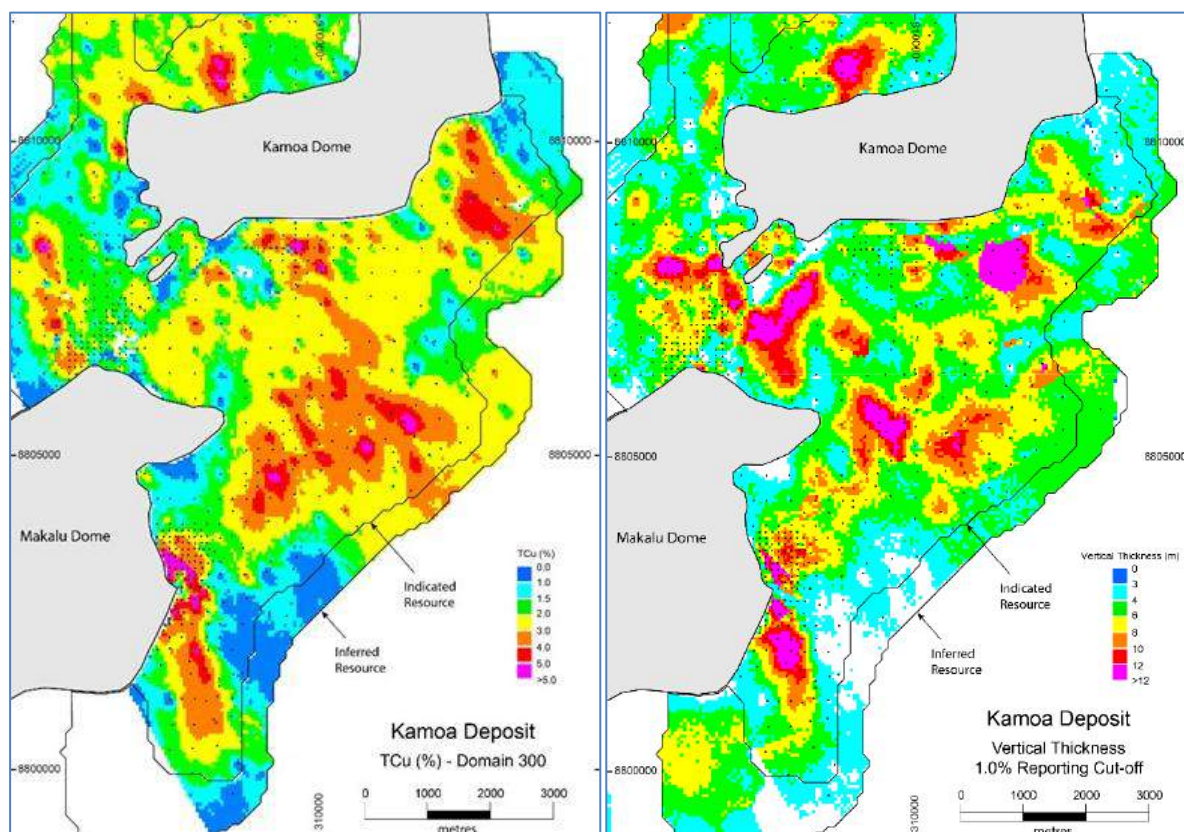 310000
8810000
8810000
Kamoa Dome
8805000
8805000
Makalu Dome
Indicated
Resource
Inferred
Resource
TCu (%)
0.0
1.0
1.5
2.0
3.0
4.0
5.0
>5.0
Kamoa Deposit
TCu (%) - Domain 300
8800000
310000
0 1000 2000 3000
metres
310000
8810000
8810000
Kamoa Dome
8805000
8805000
Makalu Dome
Indicated
Resource
Inferred
Resource
Vertical Thickness (m)
0
3
4
6
8
10
12
>12
Kamoa Deposit
Vertical Thickness
1.0% Reporting Cut-off
8800000
310000
0 1000 2000 3000
metres